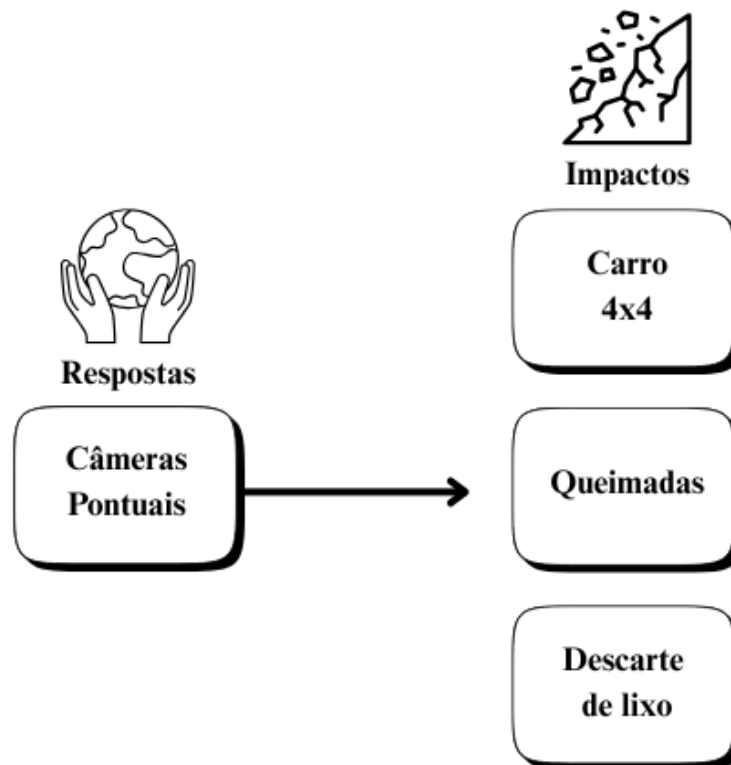 Impactos
Carro
4x4
Respostas
Câmeras
Pontuais
Queimadas
Descarte
de lixo